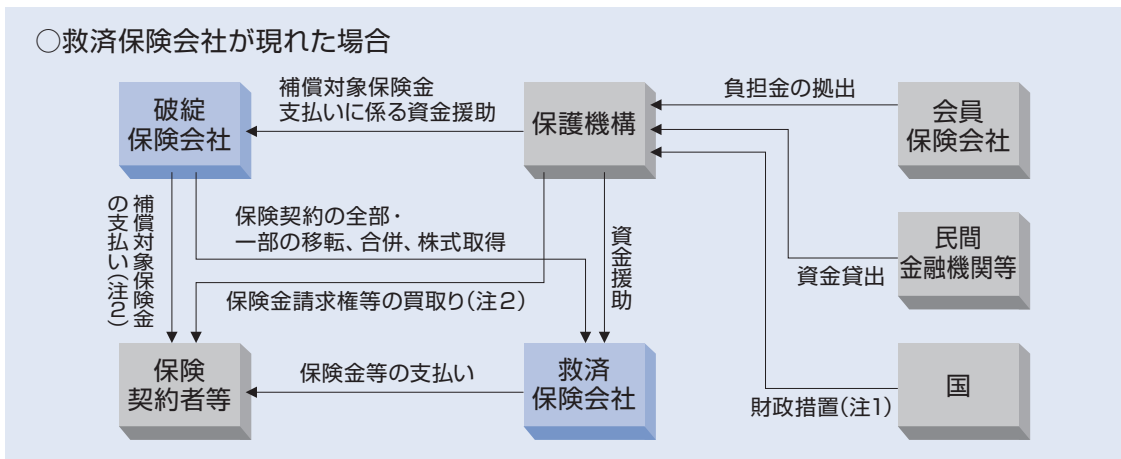 ○救済保険会社が現れた場合
破綻
保険会社
補償対象保険金
支払いに係る資金援助
保護機構
負担金の拠出
会員
保険会社
補償対象保険金
の支払い(注2)
保険契約の全部・
一部の移転、合併、株式取得
資金援助
民間
金融機関等
資金貸出
保険金請求権等の買取り(注2)
保険
契約者等
保険金等の支払い
救済
保険会社
財政措置(注1)
国